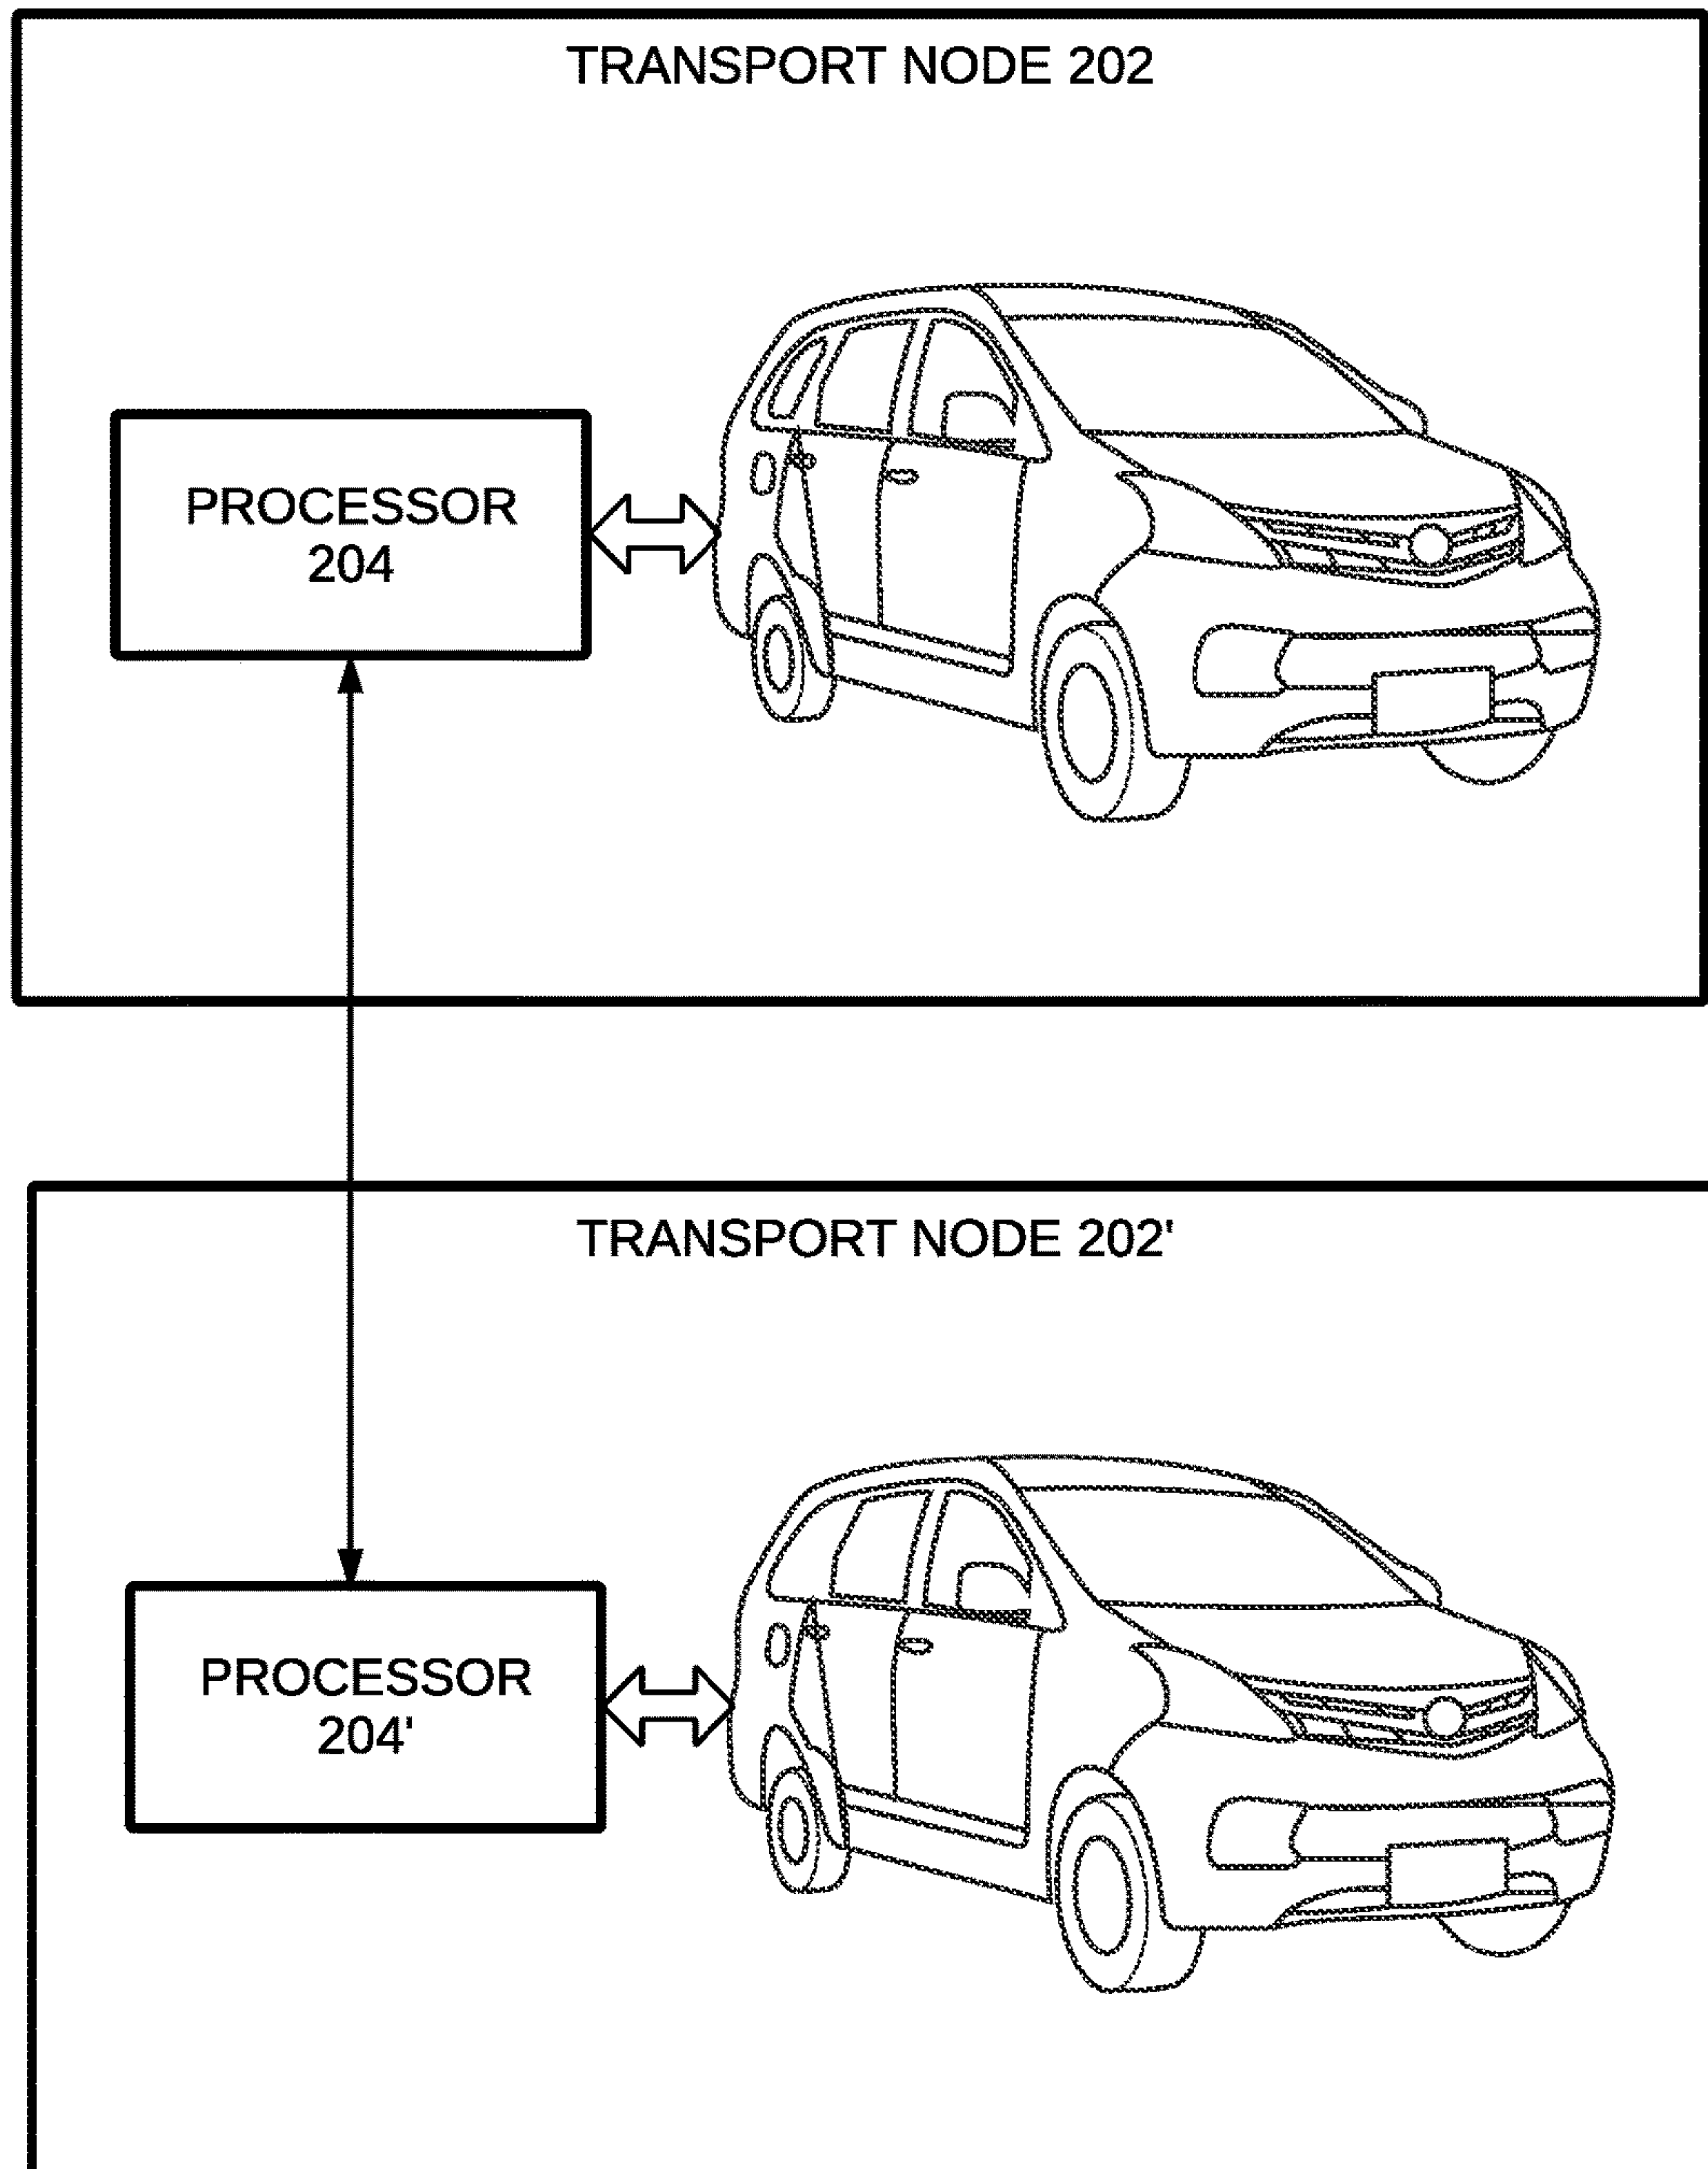 TRANSPORT NODE 202
PROCESSOR
204
TRANSPORT NODE 202'
PROCESSOR
204'